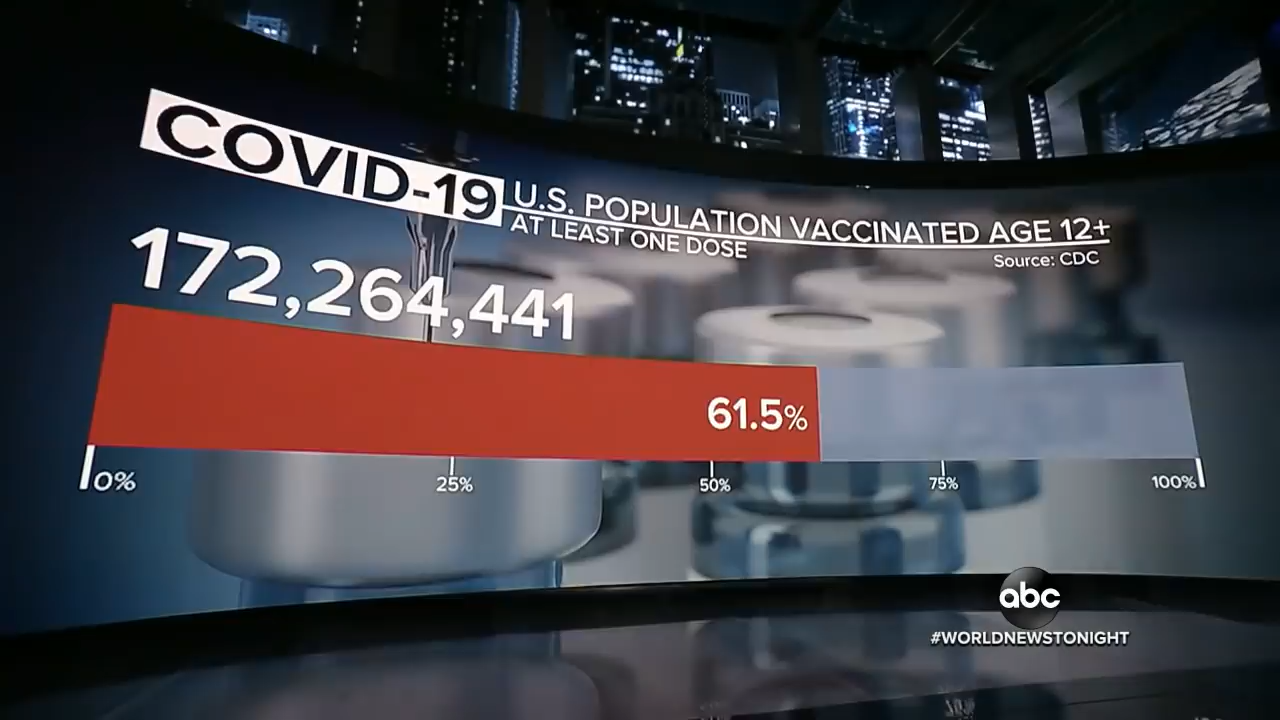 COVID-19
U.S. POPULATION VACCINATED AGE 12+
AT LEAST ONE DOSE
Source: CDC
172,264,441
61.5%
0% 25% 50% 75% 100%
abc
#WORLDNEWSTONIGHT